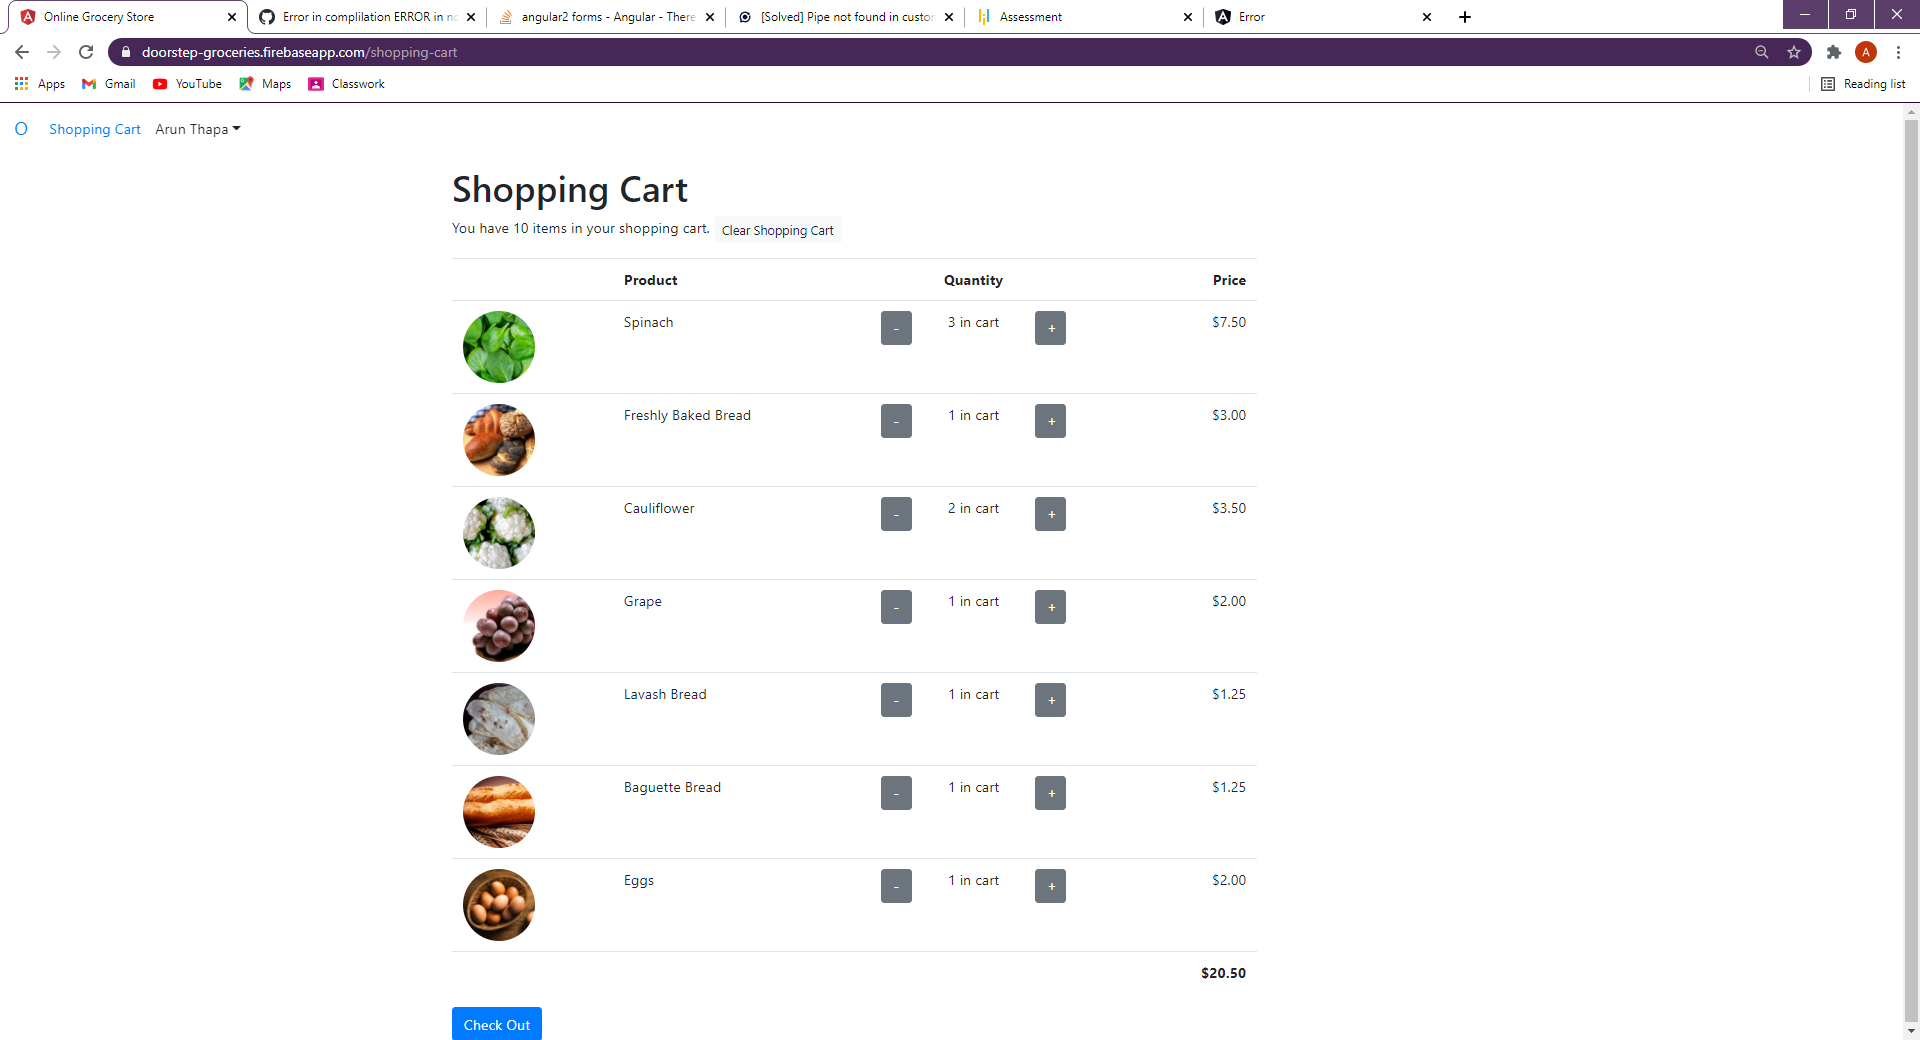 Online Grocery Store
Error in complilation ERROR in no
angular2 forms - Angular - There
[Solved] Pipe not found in custor
Assessment
Error
doorstep-groceries.firebaseapp.com/shopping-cart
A
Apps
Gmail
YouTube
Maps
Classwork
Reading list
O
Shopping Cart
Arun Thapa
Shopping Cart
You have 10 items in your shopping cart. Clear Shopping Cart
Product Quantity Price
Spinach - 3 in cart + $7.50
Freshly Baked Bread - 1 in cart + $3.00
Cauliflower - 2 in cart + $3.50
Grape - 1 in cart + $2.00
Lavash Bread - 1 in cart + $1.25
Baguette Bread - 1 in cart + $1.25
Eggs - 1 in cart + $2.00
$20.50
Check Out